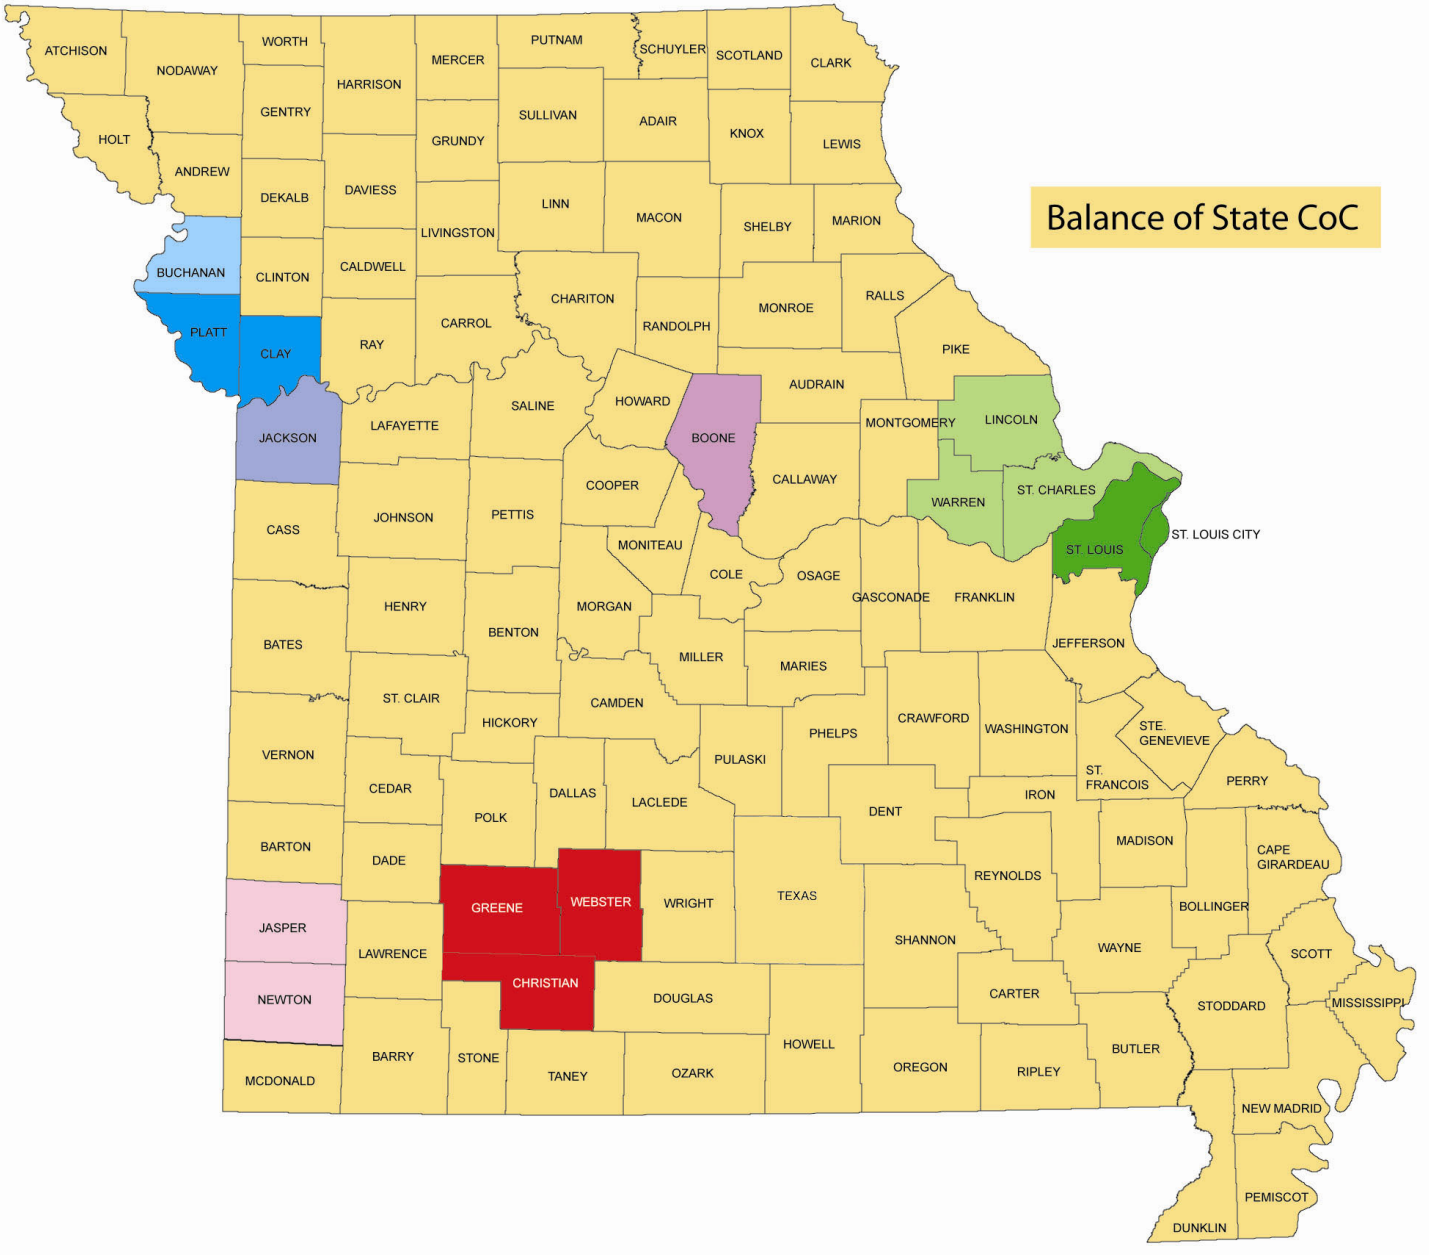 ATCHISON
NODAWAY
WORTH
HARRISON
MERCER
PUTNAM
SCHUYLER
SCOTLAND
CLARK
HOLT
GENTRY
GRUNDY
SULLIVAN
ADAIR
KNOX
LEWIS
ANDREW
DEKALB
DAVIESS
LIVINGSTON
LINN
MACON
SHELBY
MARION
Balance of State CoC
BUCHANAN
CLINTON
CALDWELL
CHARITON
MONROE
RALLS
PLATT
CLAY
RAY
CARROL
RANDOLPH
PIKE
JACKSON
LAFAYETTE
SALINE
HOWARD
BOONE
AUDRAIN
MONTGOMERY
LINCOLN
CASS
JOHNSON
PETTIS
COOPER
CALLAWAY
WARREN
ST. CHARLES
MONITEAU
COLE
OSAGE
GASCONADE
FRANKLIN
ST. LOUIS
ST. LOUIS CITY
BATES
HENRY
BENTON
MORGAN
MILLER
MARIES
JEFFERSON
VERNON
ST. CLAIR
HICKORY
CAMDEN
PULASKI
PHELPS
CRAWFORD
WASHINGTON
STE.
GENEVIEVE
ST.
FRANCOIS
PERRY
CEDAR
POLK
DALLAS
LACLEDE
DENT
IRON
BARTON
DADE
MADISON
CAPE
GIRARDEAU
GREENE
WEBSTER
WRIGHT
TEXAS
REYNOLDS
BOLLINGER
JASPER
LAWRENCE
SHANNON
WAYNE
SCOTT
NEWTON
CHRISTIAN
DOUGLAS
CARTER
STODDARD
MISSISSIPPI
MCDONALD
BARRY
STONE
TANEY
OZARK
HOWELL
OREGON
RIPLEY
BUTLER
NEW MADRID
PEMISCOT
DUNKLIN